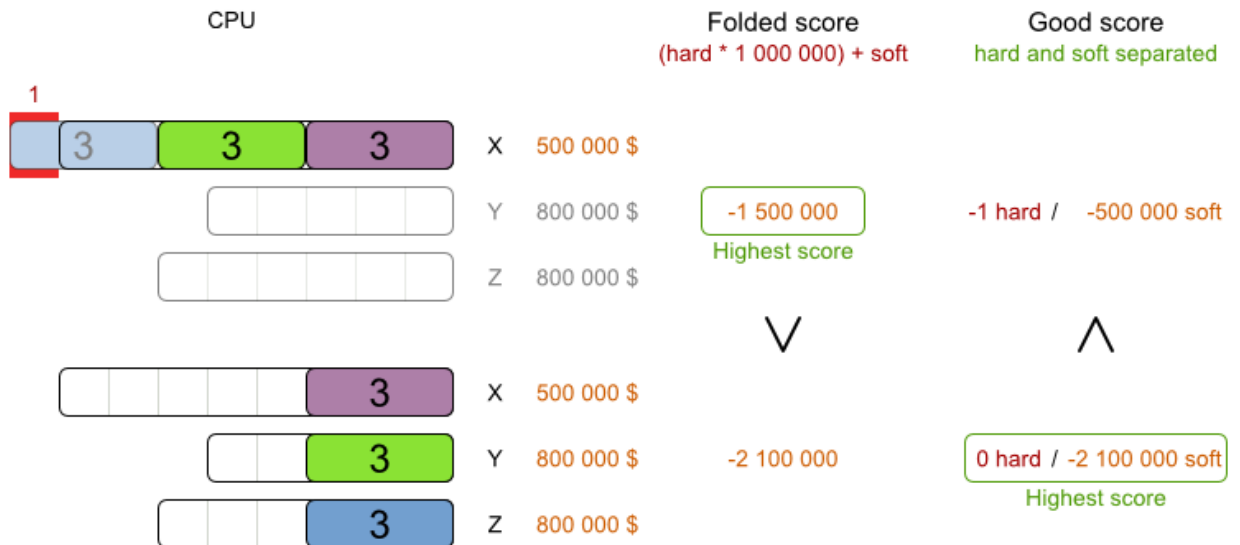 CPU Folded score Good score
(hard * 1 000 000) + soft hard and soft separated
1
3 3 3 X 500 000 $
Y 800 000 $ -1 500 000 -1 hard / -500 000 soft
Highest score
Z 800 000 $
3 X 500 000 $
3 Y 800 000 $ -2 100 000 0 hard / -2 100 000 soft
Highest score
3 Z 800 000 $